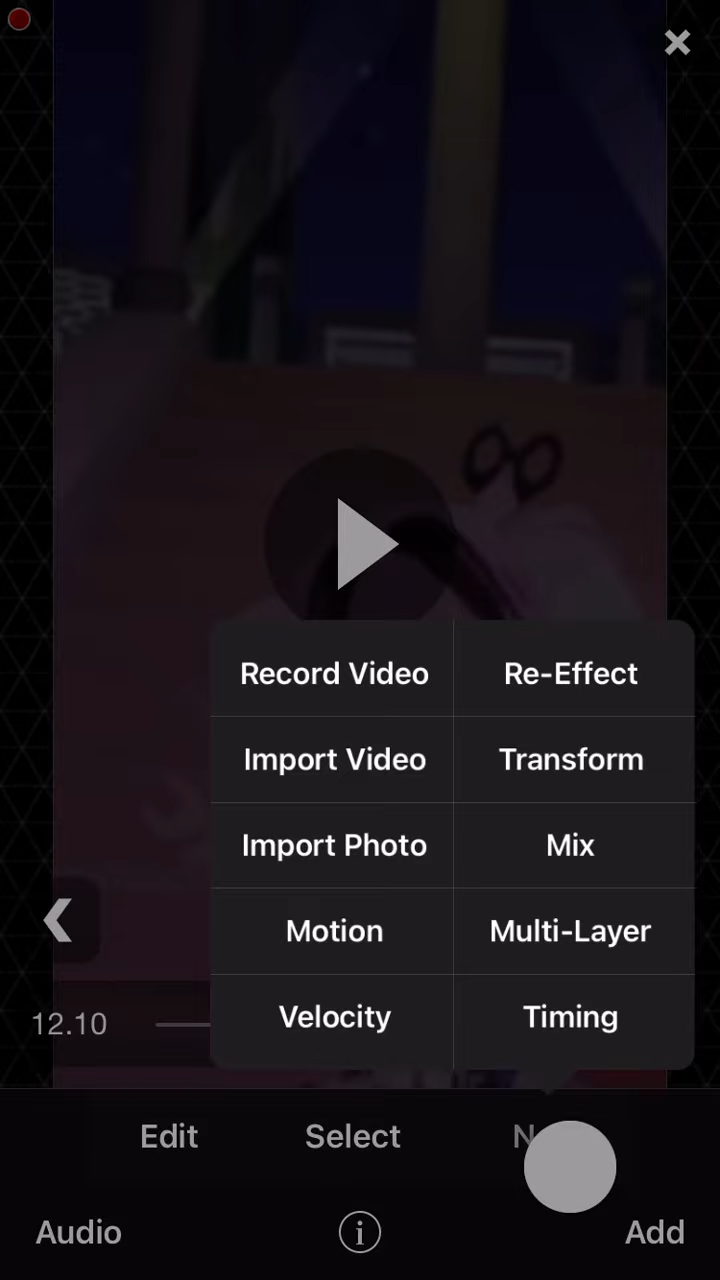 Record Video Re-Effect
Import Video Transform
Import Photo Mix
Motion Multi-Layer
Velocity Timing
12.10
Edit Select
Audio i Add